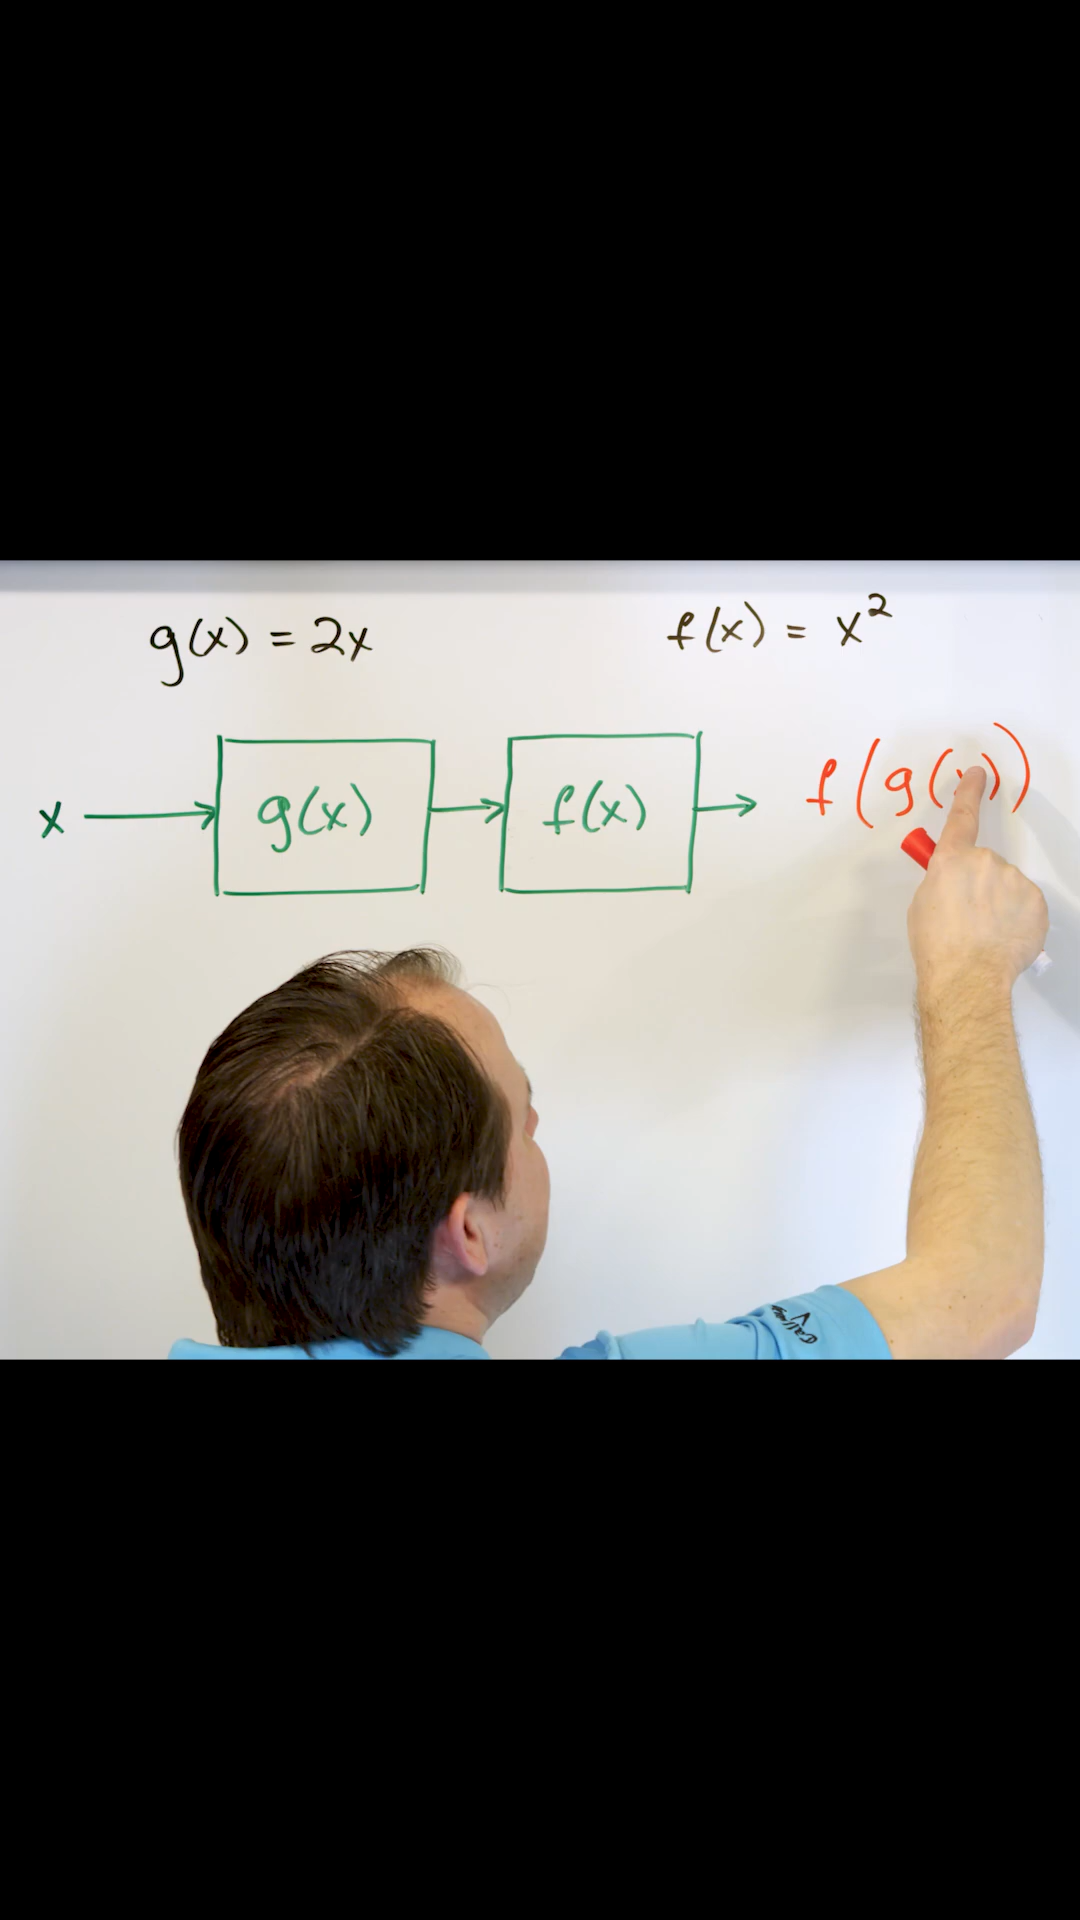 g(x) = 2x
f(x) = x²
x → g(x) → f(x) → f(g(x))